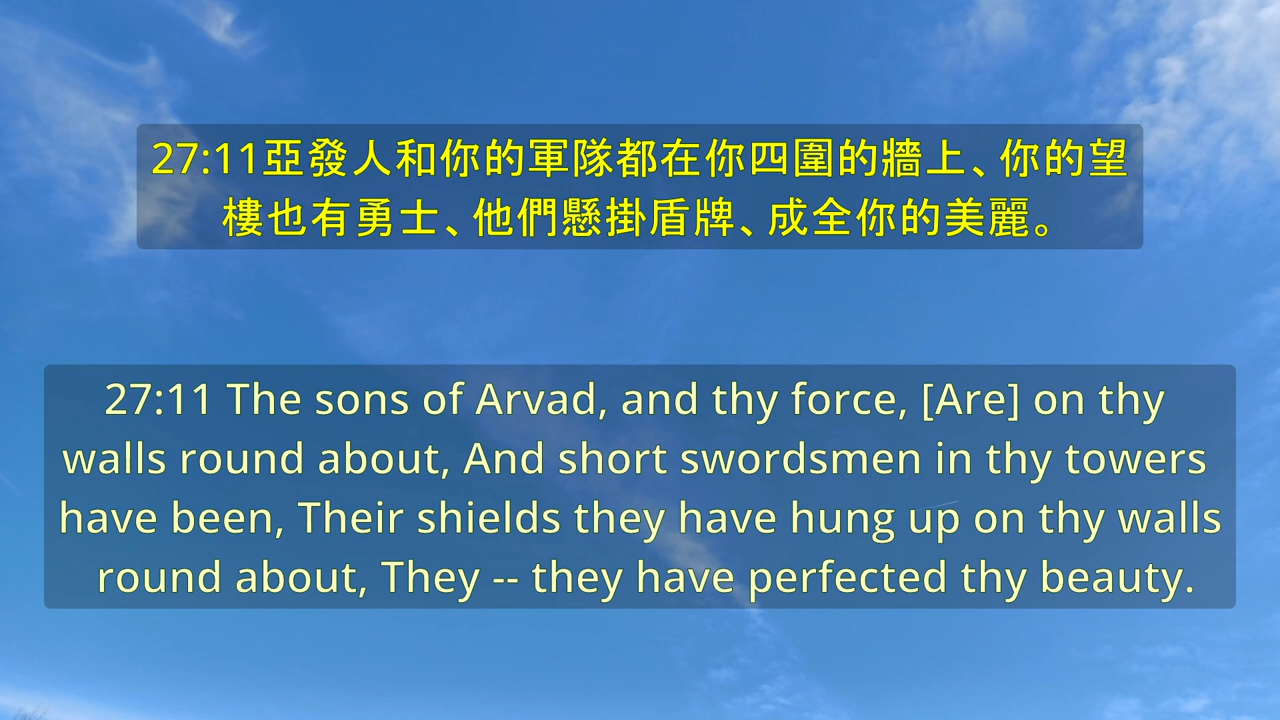 27:11亞發人和你的軍隊都在你四圍的牆上、你的望
樓也有勇士、他們懸掛盾牌、成全你的美麗。
27:11 The sons of Arvad, and thy force, [Are] on thy
walls round about, And short swordsmen in thy towers
have been, Their shields they have hung up on thy walls
round about, They -- they have perfected thy beauty.